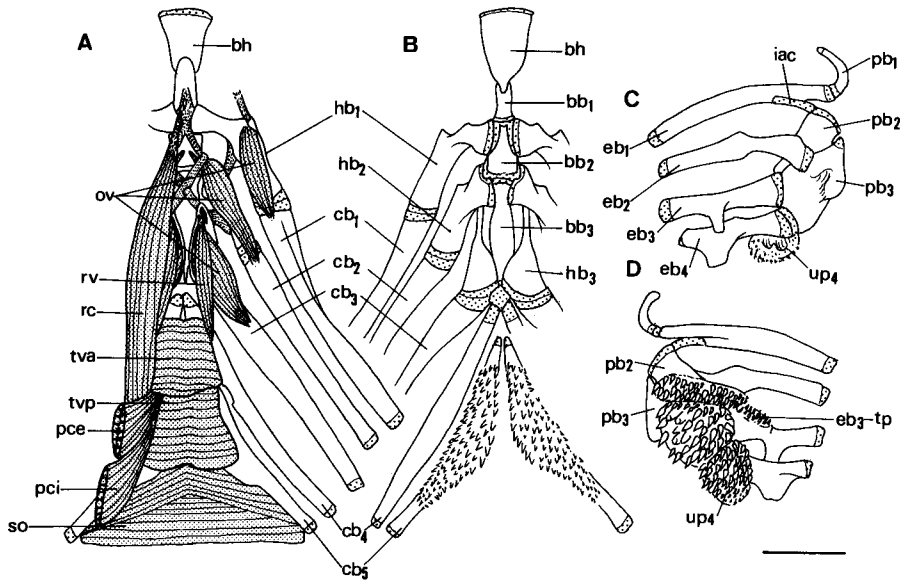 A
bh
B
bh
hb1
bb1
hb2
bb2
ov
cb1
bb3
cb2
hb3
rv
cb3
rc
tva
tvp
pce
pci
so
cb4
cb5
C
iac
pb1
pb2
eb1
eb2
pb3
eb3
eb4
up4
D
pb2
pb3
eb3-tp
up4